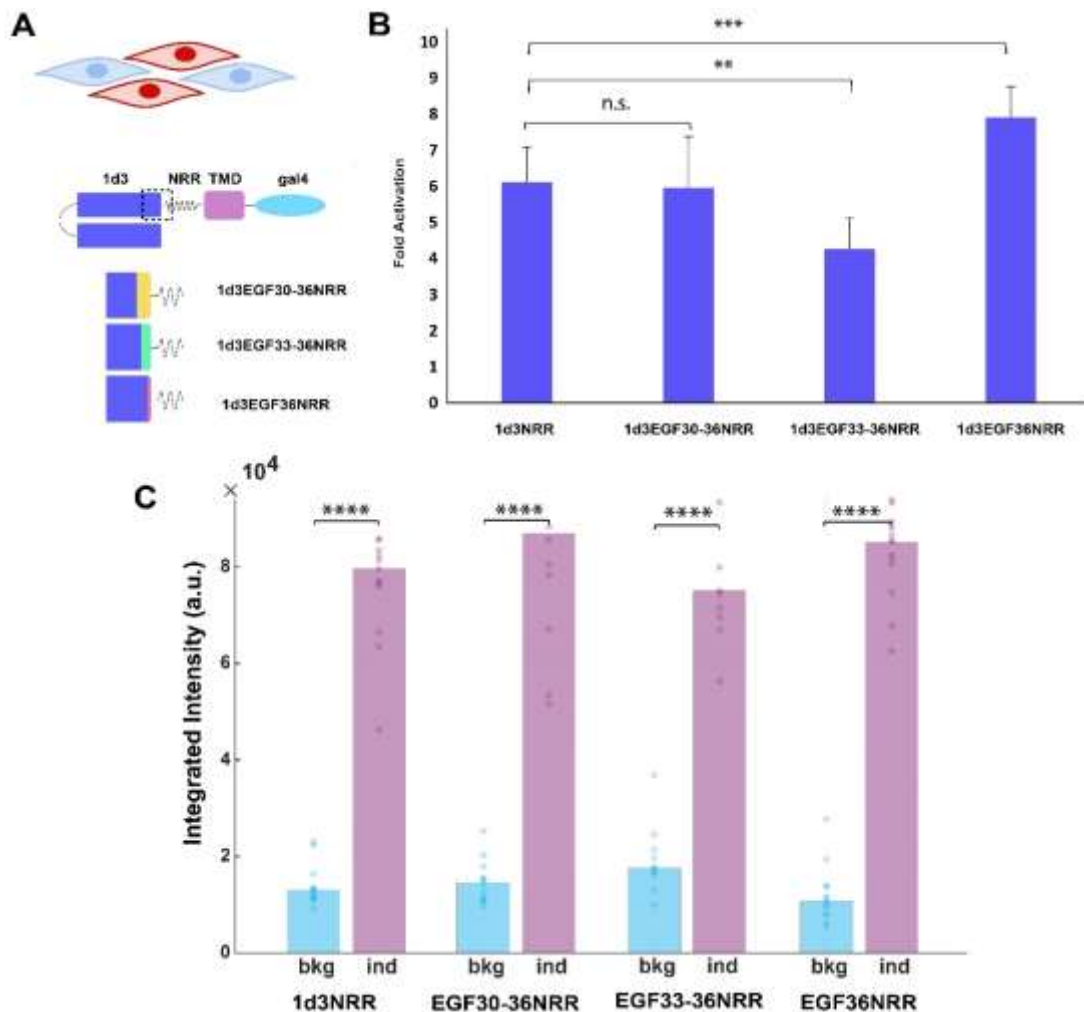 A
1d3 NRR TMD gal4
1d3EGF30-36NRR
1d3EGF33-36NRR
1d3EGF36NRR
B
***
**
n.s.
10
9
8
7
6
5
4
3
2
1
0
Fold Activation
1d3NRR 1d3EGF30-36NRR 1d3EGF33-36NRR 1d3EGF36NRR
C
× 10⁴
**** **** **** ****
8
6
4
2
0
Integrated Intensity (a.u.)
bkg ind bkg ind bkg ind bkg ind
1d3NRR EGF30-36NRR EGF33-36NRR EGF36NRR